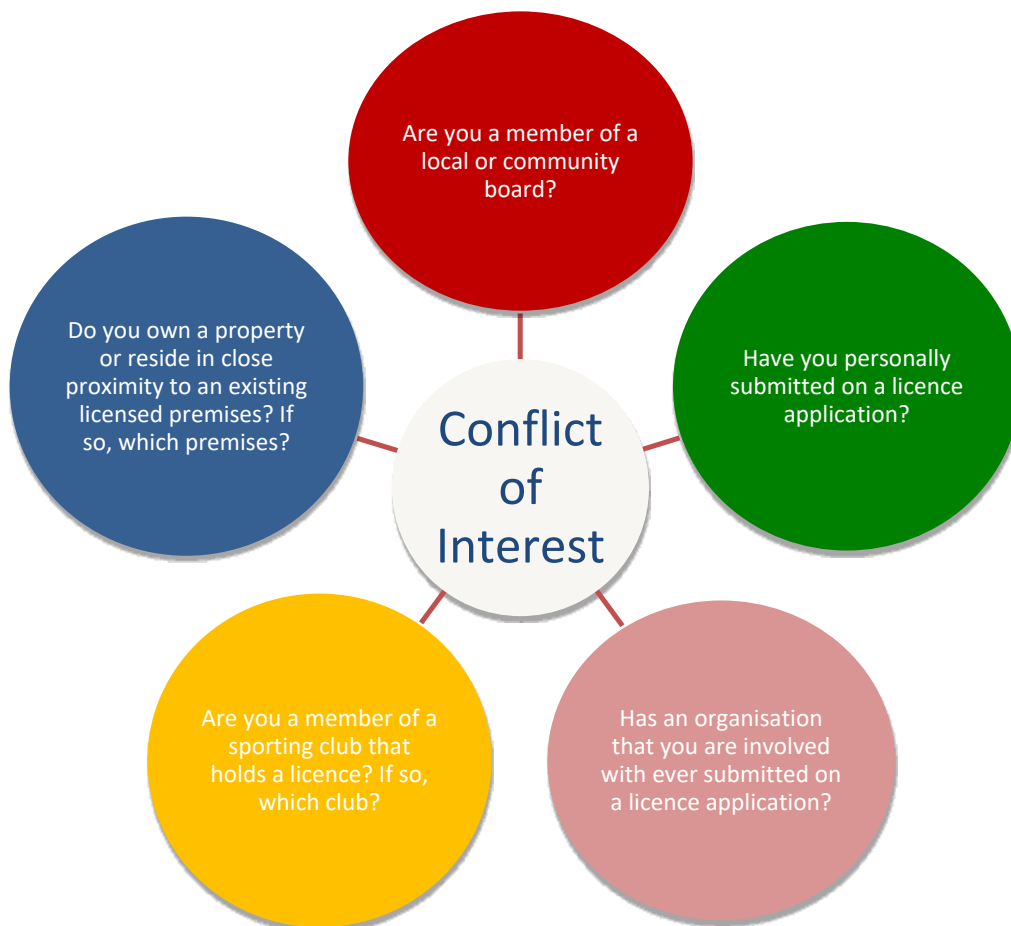 Are you a member of a
local or community
board?
Do you own a property
or reside in close
proximity to an existing
licensed premises? If
so, which premises?
Have you personally
submitted on a licence
application?
Conflict
of
Interest
Are you a member of a
sporting club that
holds a licence? If so,
which club?
Has an organisation
that you are involved
with ever submitted on
a licence application?